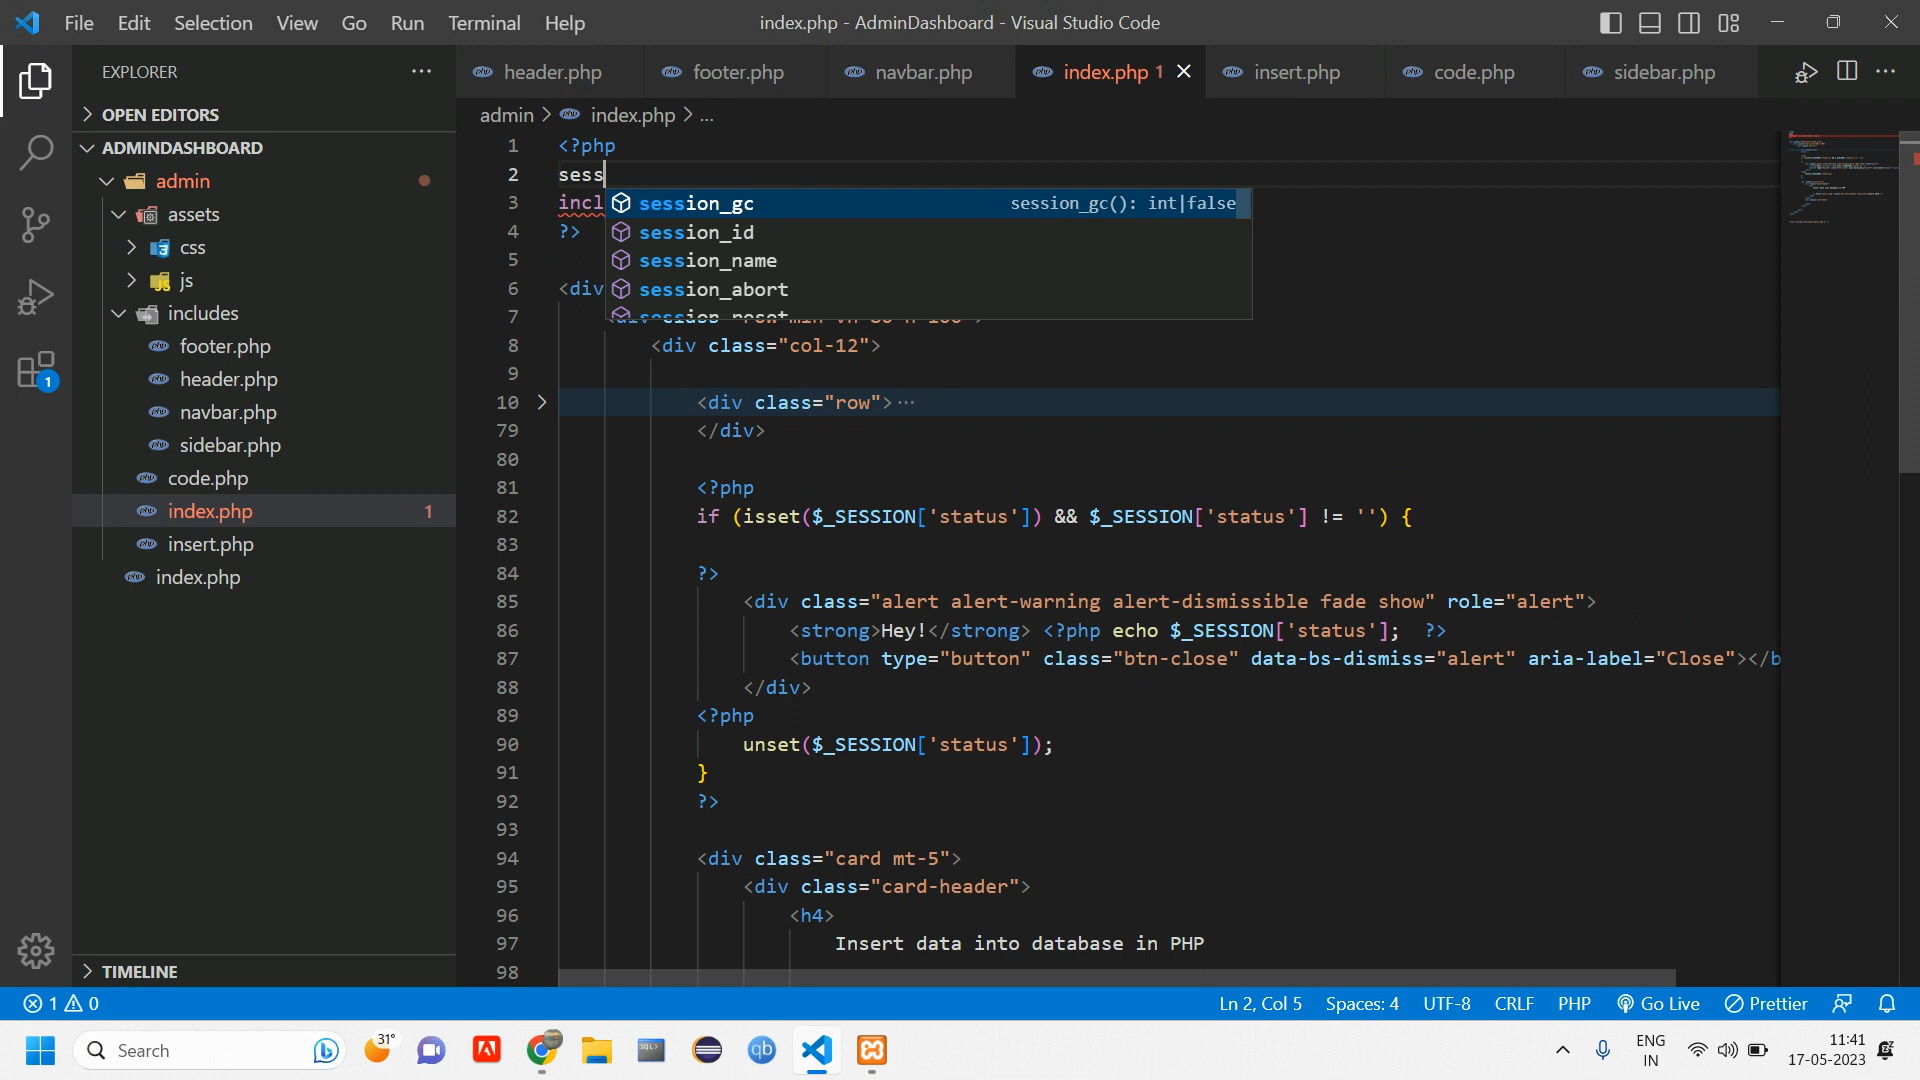 File Edit Selection View Go Run Terminal Help
index.php - AdminDashboard - Visual Studio Code
EXPLORER
header.php footer.php navbar.php index.php 1 insert.php code.php sidebar.php
OPEN EDITORS
admin > index.php > ...
ADMINDASHBOARD
admin
assets
css
js
includes
footer.php
header.php
navbar.php
sidebar.php
code.php
index.php 1
insert.php
index.php
TIMELINE
1 <?php
2 sess
3 incl
session_gc session_gc(): int|false
4 ?>
session_id
5
session_name
6 <div
session_abort
7
8 <div class="col-12">
9
10 <div class="row">···
79 </div>
80
81 <?php
82 if (isset($_SESSION['status']) && $_SESSION['status'] != '') {
83
84 ?>
85 <div class="alert alert-warning alert-dismissible fade show" role="alert">
86 <strong>Hey!</strong> <?php echo $_SESSION['status']; ?>
87 <button type="button" class="btn-close" data-bs-dismiss="alert" aria-label="Close"></b
88 </div>
89 <?php
90 unset($_SESSION['status']);
91 }
92 ?>
93
94 <div class="card mt-5">
95 <div class="card-header">
96 <h4>
97 Insert data into database in PHP
98
1 0
Ln 2, Col 5 Spaces: 4 UTF-8 CRLF PHP Go Live Prettier
1
Search
31°
SQL>
qb
ENG
IN
11:41
17-05-2023